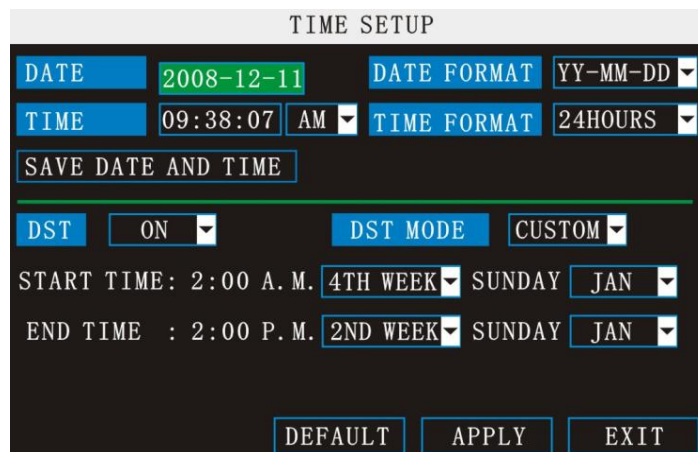 TIME SETUP
DATE 2008-12-11 DATE FORMAT YY-MM-DD
TIME 09:38:07 AM TIME FORMAT 24HOURS
SAVE DATE AND TIME
DST ON DST MODE CUSTOM
START TIME: 2:00 A.M. 4TH WEEK SUNDAY JAN
END TIME : 2:00 P.M. 2ND WEEK SUNDAY JAN
DEFAULT APPLY EXIT